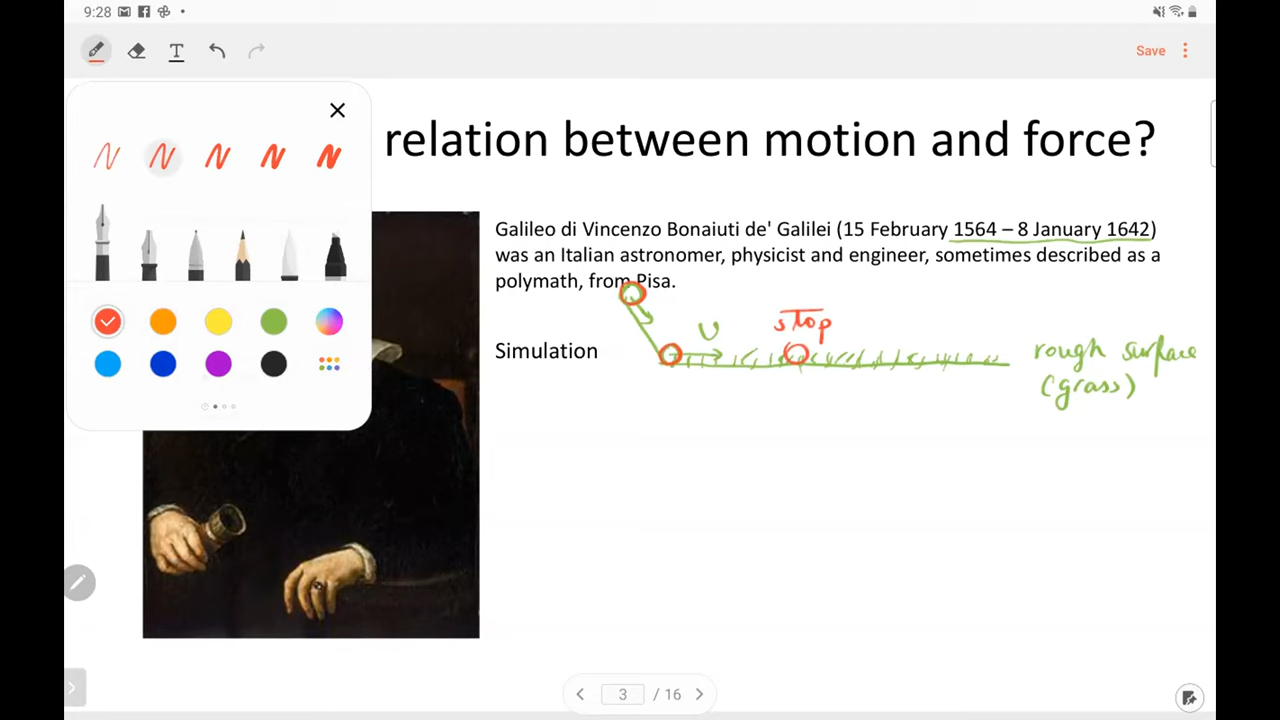 9:28
Save
relation between motion and force?
Galileo di Vincenzo Bonaiuti de' Galilei (15 February 1564 – 8 January 1642)
was an Italian astronomer, physicist and engineer, sometimes described as a
polymath, from Pisa.
υ stop
Simulation
rough surface
(grass)
3 / 16